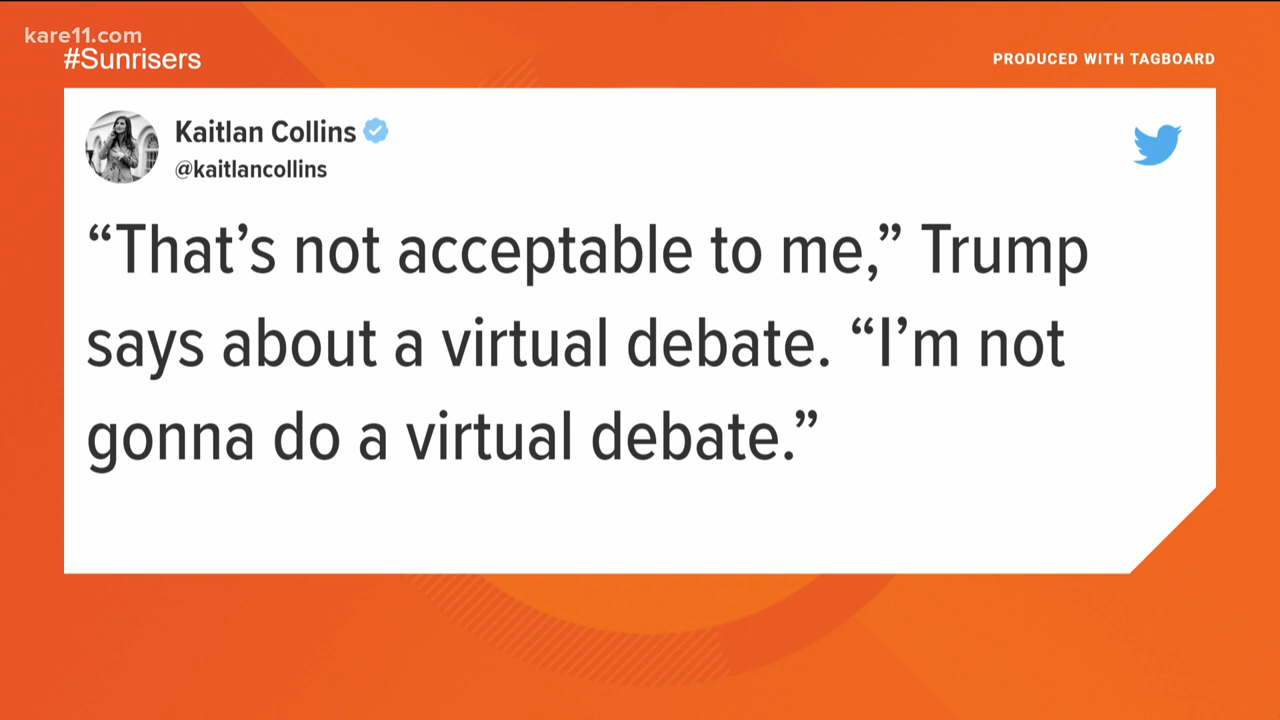 kare11.com
#Sunrisers
PRODUCED WITH TAGBOARD
Kaitlan Collins
@kaitlancollins
“That’s not acceptable to me,” Trump
says about a virtual debate. “I’m not
gonna do a virtual debate.”